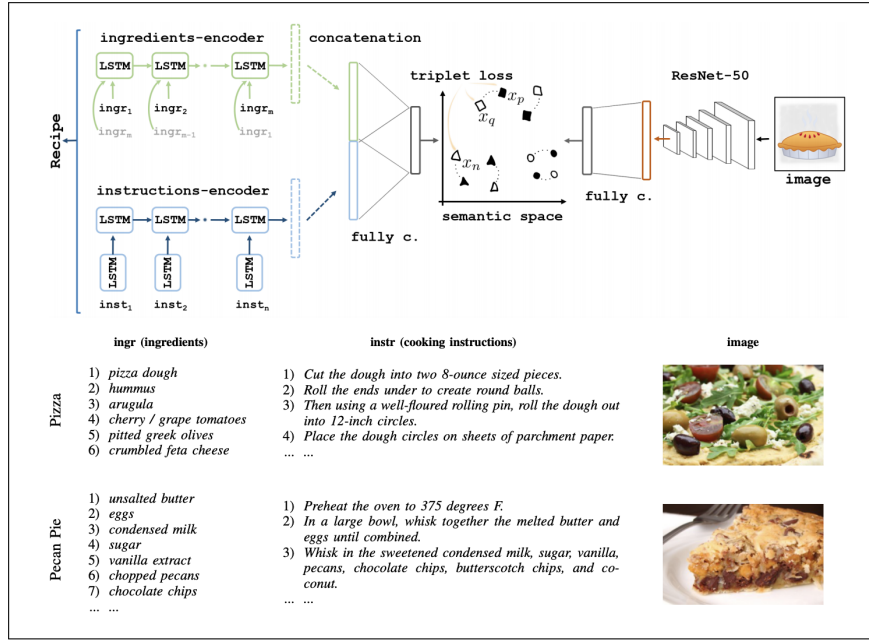 ingredients-encoder
concatenation
LSTM LSTM LSTM
ingr1 ingr2 ingrm
ingrm ingrm-1 ingr1
triplet loss
xp
xq
xn
semantic space
ResNet-50
image
fully c.
fully c.
Recipe
instructions-encoder
LSTM LSTM LSTM
LSTM LSTM LSTM
inst1 inst2 instn
ingr (ingredients)
instr (cooking instructions)
image
Pizza
1) pizza dough
2) hummus
3) arugula
4) cherry / grape tomatoes
5) pitted greek olives
6) crumbled feta cheese
1) Cut the dough into two 8-ounce sized pieces.
2) Roll the ends under to create round balls.
3) Then using a well-floured rolling pin, roll the dough out
into 12-inch circles.
4) Place the dough circles on sheets of parchment paper.
... ...
Pecan Pie
1) unsalted butter
2) eggs
3) condensed milk
4) sugar
5) vanilla extract
6) chopped pecans
7) chocolate chips
... ...
1) Preheat the oven to 375 degrees F.
2) In a large bowl, whisk together the melted butter and
eggs until combined.
3) Whisk in the sweetened condensed milk, sugar, vanilla,
pecans, chocolate chips, butterscotch chips, and co-
conut.
... ...